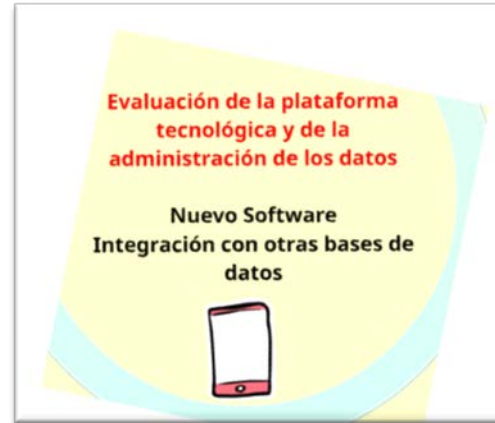 Evaluación de la plataforma
tecnológica y de la
administración de los datos
Nuevo Software
Integración con otras bases de
datos